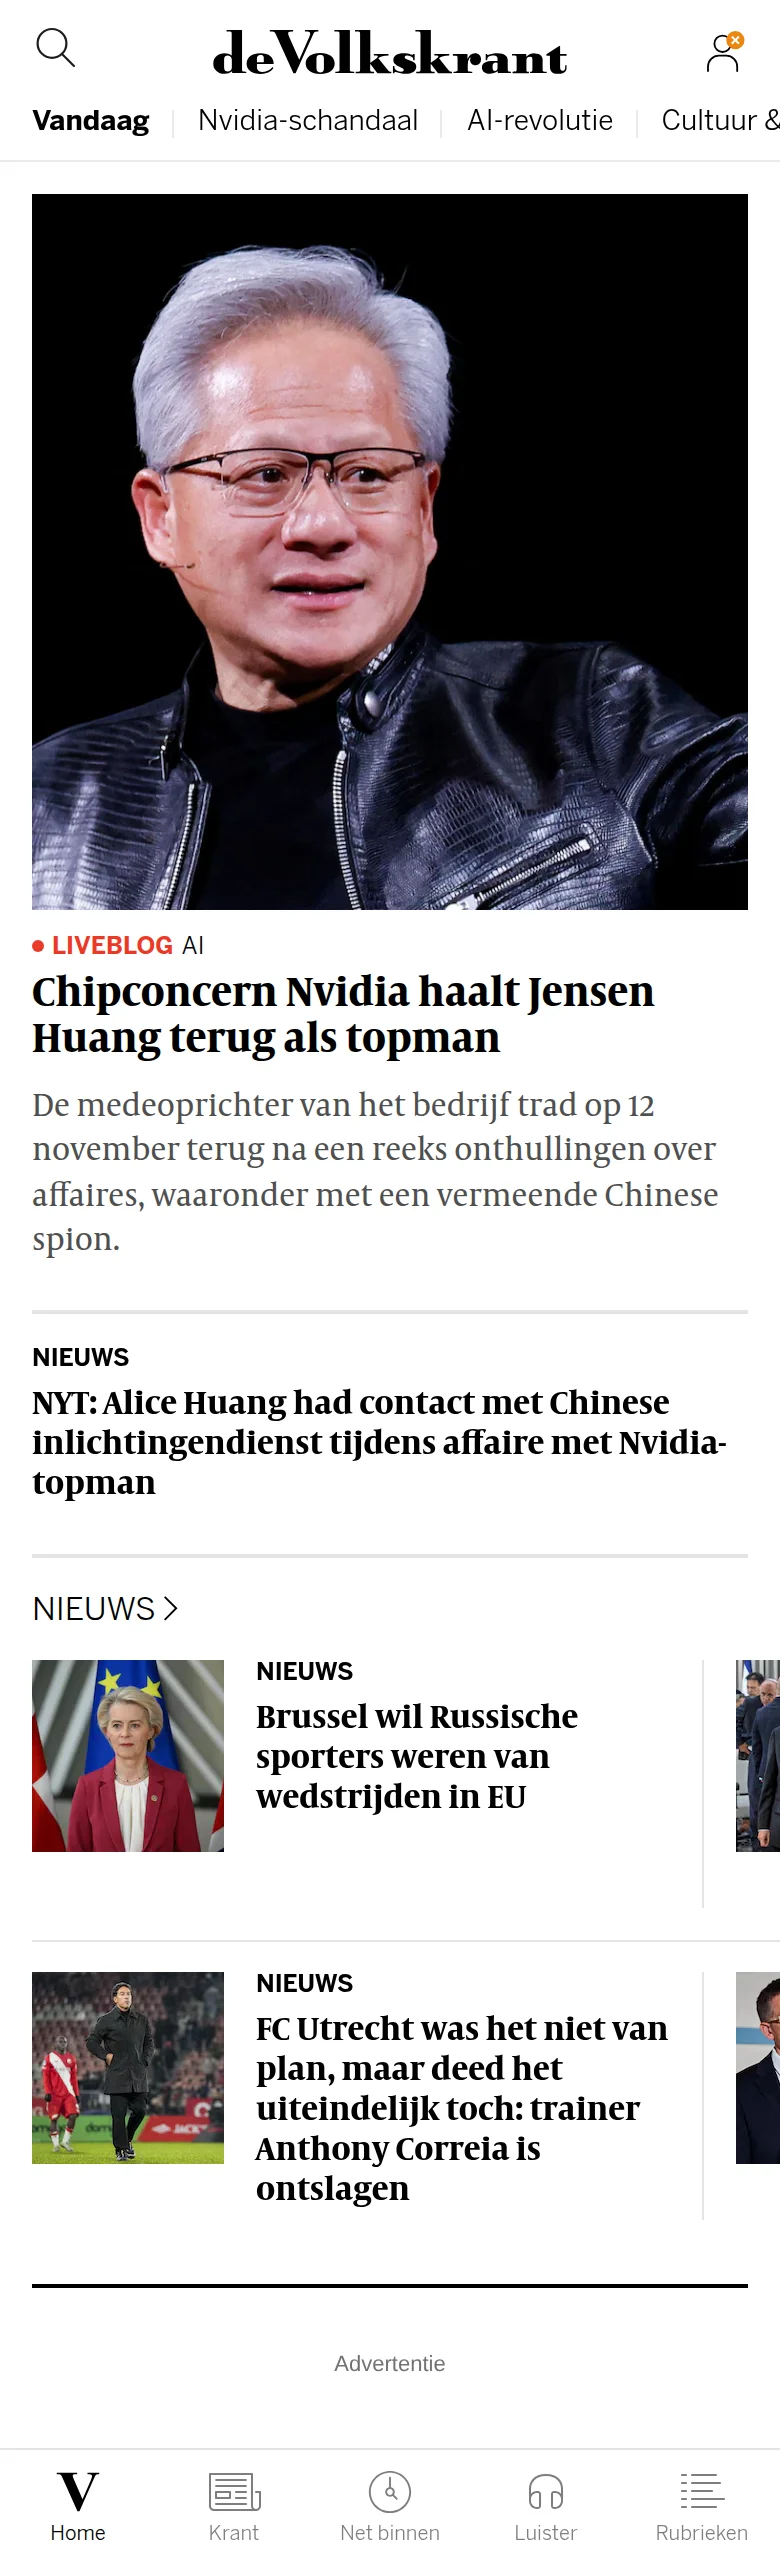 deVolkskrant
Vandaag
Nvidia-schandaal
AI-revolutie
Cultuur &
LIVEBLOG AI
Chipconcern Nvidia haalt Jensen
Huang terug als topman
De medeoprichter van het bedrijf trad op 12
november terug na een reeks onthullingen over
affaires, waaronder met een vermeende Chinese
spion.
NIEUWS
NYT: Alice Huang had contact met Chinese
inlichtingendienst tijdens affaire met Nvidia-
topman
NIEUWS
NIEUWS
Brussel wil Russische
sporters weren van
wedstrijden in EU
NIEUWS
FC Utrecht was het niet van
plan, maar deed het
uiteindelijk toch: trainer
Anthony Correia is
ontslagen
Advertentie
V
Home
Krant
Net binnen
Luister
Rubrieken